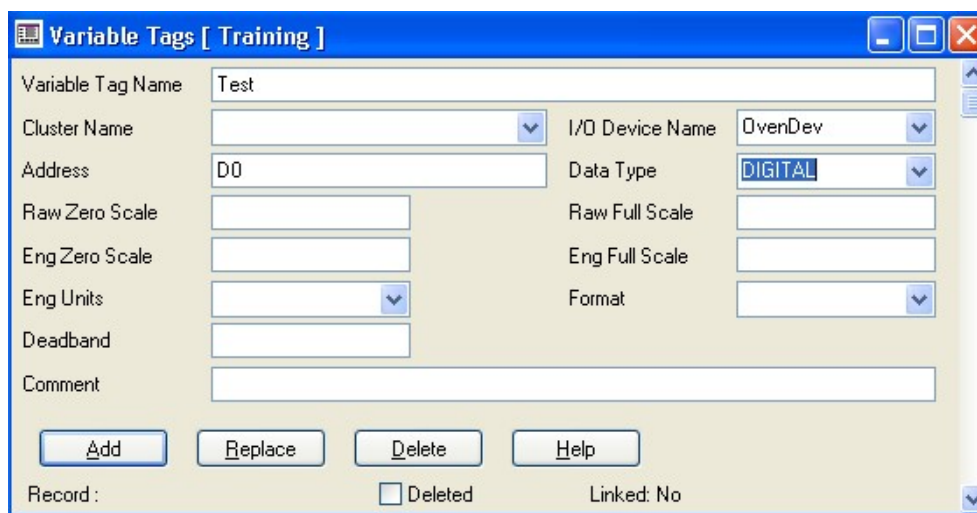 Variable Tags [ Training ]
Variable Tag Name Test
Cluster Name I/O Device Name OvenDev
Address D0 Data Type DIGITAL
Raw Zero Scale Raw Full Scale
Eng Zero Scale Eng Full Scale
Eng Units Format
Deadband
Comment
Add Replace Delete Help
Record : Deleted Linked: No